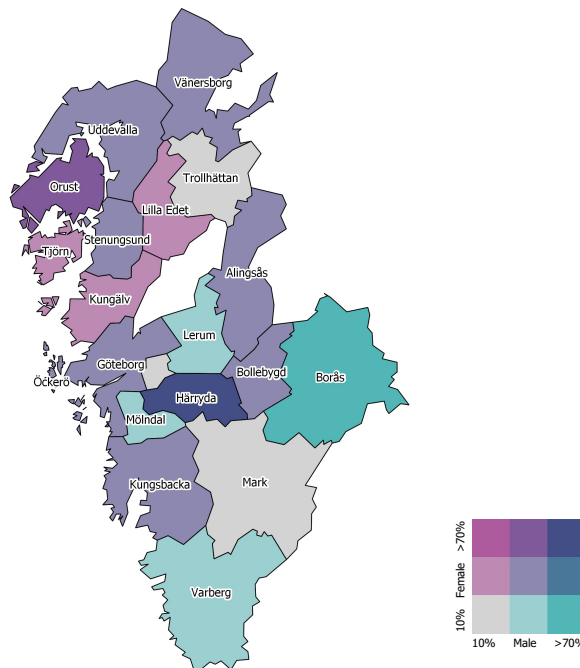 Vänersborg
Uddevalla
Trollhättan
Orust
Lilla Edet
Stenungsund
Tjörn
Alingsås
Kungälv
Lerum
Göteborg
Bollebygd
Borås
Öckerö
Härryda
Mölndal
Kungsbacka
Mark
Varberg
>70%
Female
10%
10% Male >70%